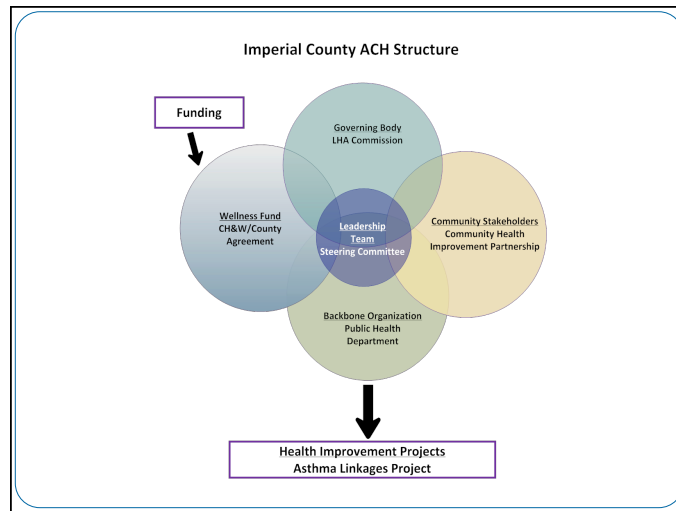 Imperial County ACH Structure
Funding
Governing Body
LHA Commission
Wellness Fund
CH&W/County
Agreement
Leadership
Team
Steering Committee
Community Stakeholders
Community Health
Improvement Partnership
Backbone Organization
Public Health
Department
Health Improvement Projects
Asthma Linkages Project